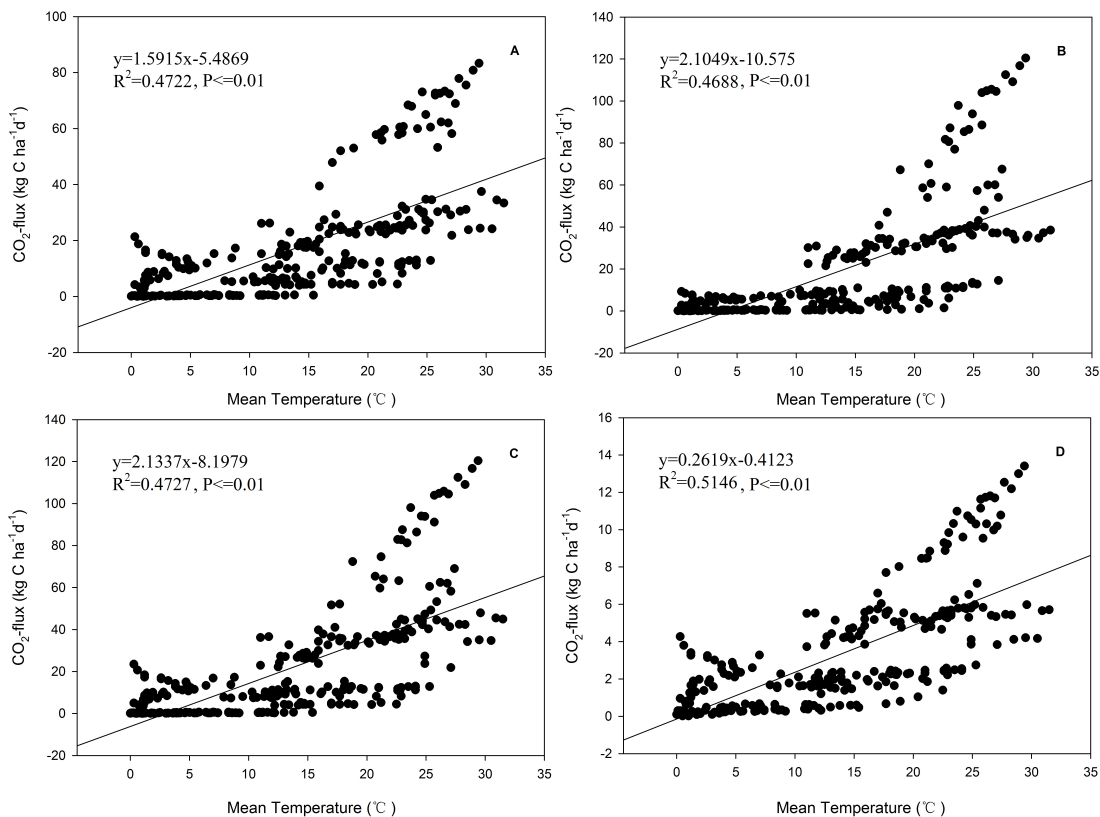 A
y=1.5915x-5.4869
R²=0.4722, P<=0.01
CO₂-flux (kg C ha⁻¹d⁻¹)
100
80
60
40
20
0
-20
0 5 10 15 20 25 30 35
Mean Temperature (℃ )
B
y=2.1049x-10.575
R²=0.4688, P<=0.01
CO₂-flux (kg C ha⁻¹d⁻¹)
140
120
100
80
60
40
20
0
-20
0 5 10 15 20 25 30 35
Mean Temperature (℃ )
C
y=2.1337x-8.1979
R²=0.4727, P<=0.01
CO₂-flux (kg C ha⁻¹d⁻¹)
140
120
100
80
60
40
20
0
-20
0 5 10 15 20 25 30 35
Mean Temperature (℃ )
D
y=0.2619x-0.4123
R²=0.5146, P<=0.01
CO₂-flux (kg C ha⁻¹d⁻¹)
16
14
12
10
8
6
4
2
0
-2
0 5 10 15 20 25 30 35
Mean Temperature (℃ )